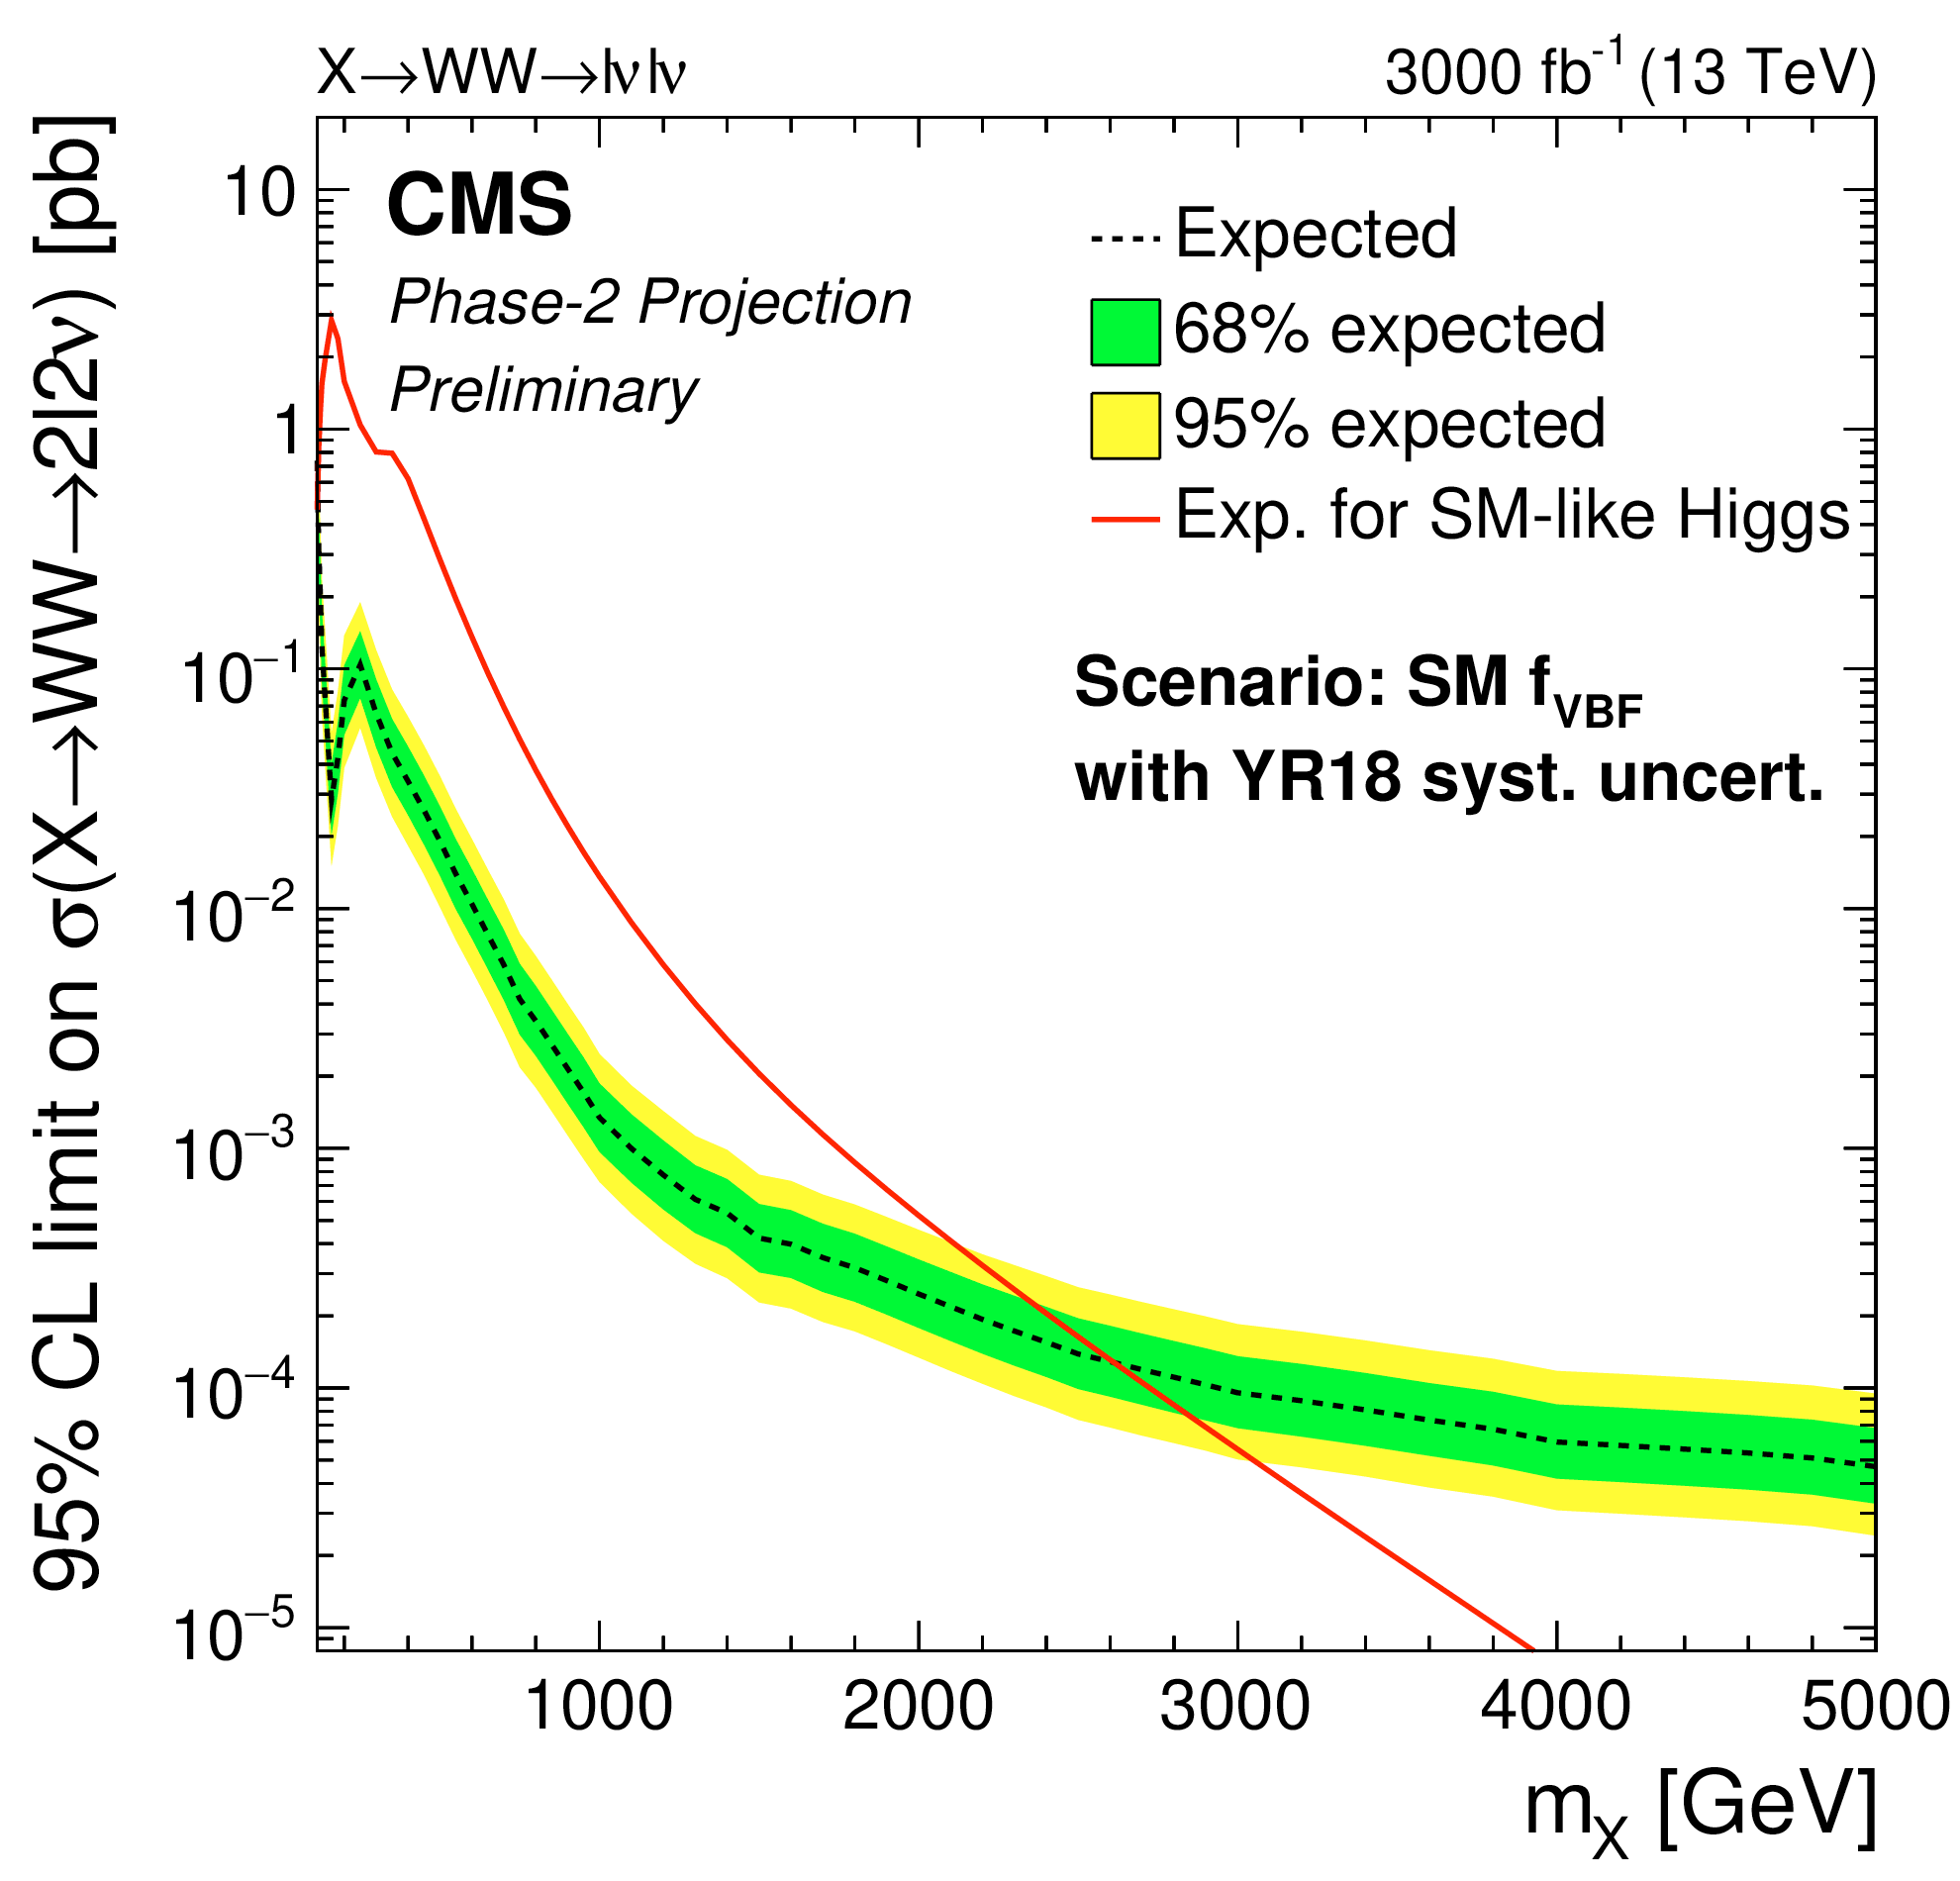 X→WW→lνlν
3000 fb⁻¹ (13 TeV)
95% CL limit on σ(X→WW→2l2ν) [pb]
CMS
Phase-2 Projection
Preliminary
Expected
68% expected
95% expected
Exp. for SM-like Higgs
Scenario: SM f_VBF
with YR18 syst. uncert.
10
1
10⁻¹
10⁻²
10⁻³
10⁻⁴
10⁻⁵
1000 2000 3000 4000 5000
m_X [GeV]